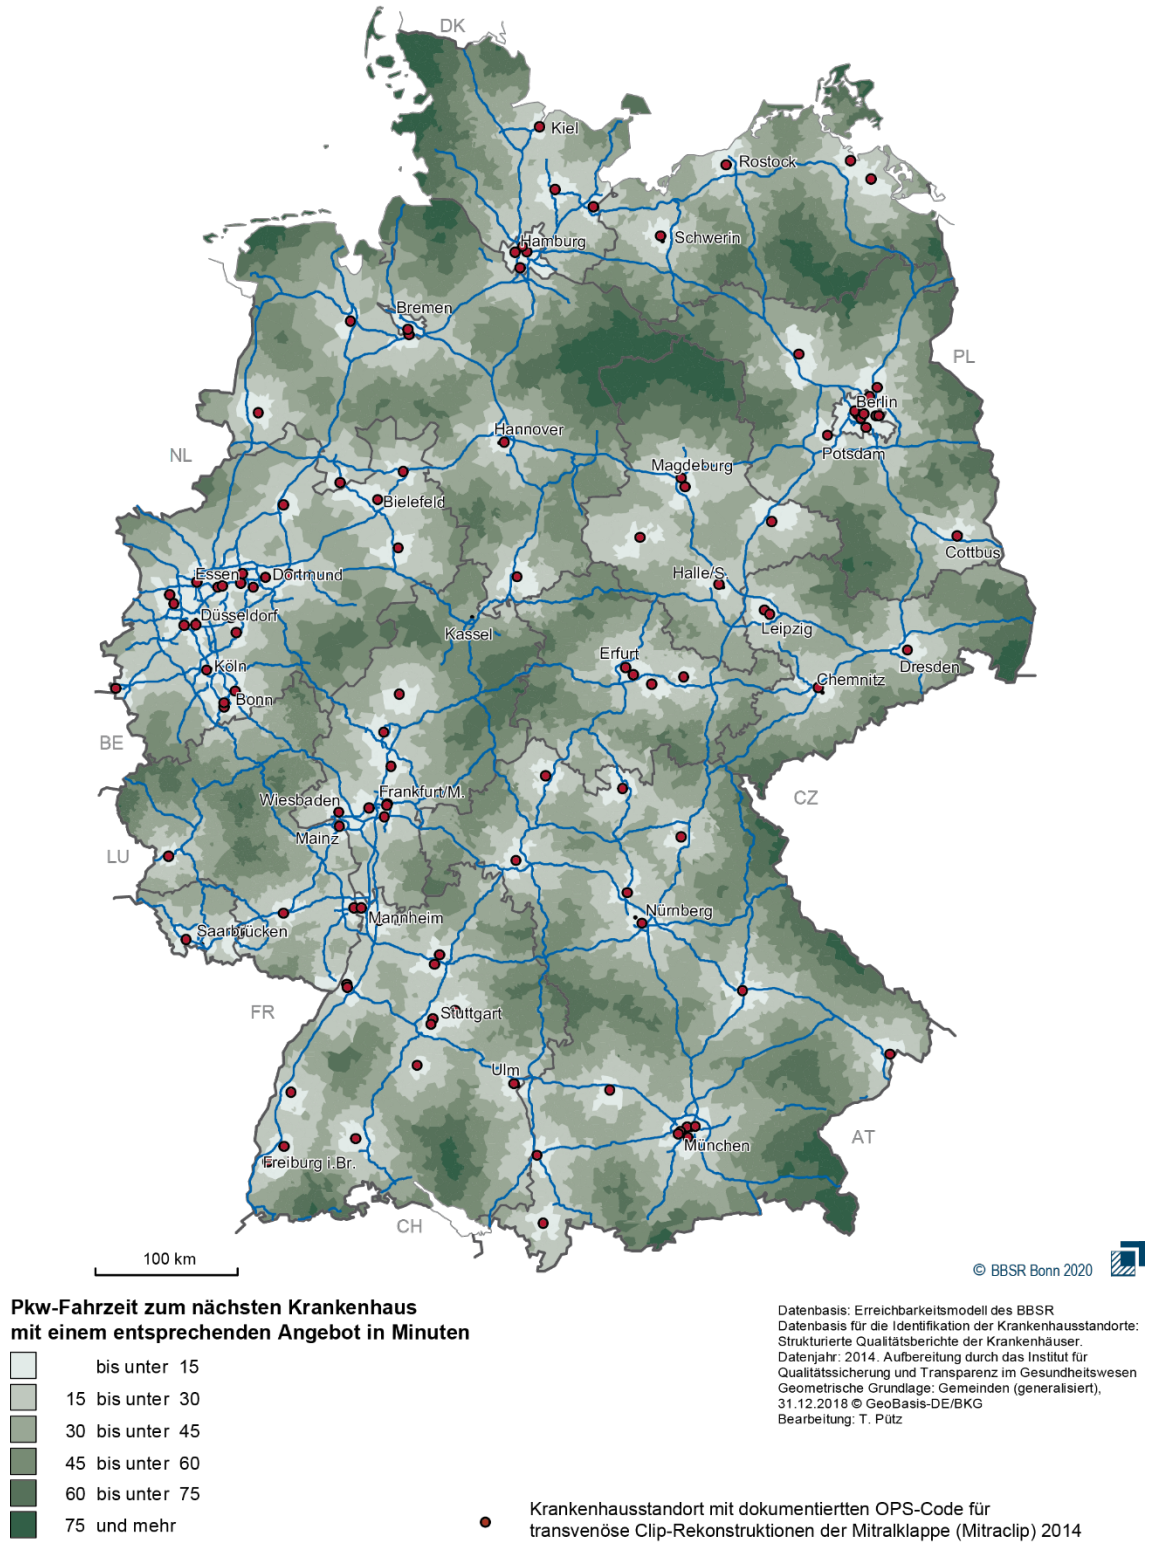 DK
Kiel
Rostock
Hamburg
Schwerin
Bremen
PL
Berlin
Hannover
NL
Potsdam
Magdeburg
Bielefeld
Cottbus
Essen
Dortmund
Halle/S.
Düsseldorf
Leipzig
Kassel
Erfurt
Köln
Dresden
Chemnitz
Bonn
BE
Frankfurt/M.
Wiesbaden
CZ
Mainz
LU
Mannheim
Nürnberg
Saarbrücken
FR
Stuttgart
Ulm
AT
München
Freiburg i.Br.
CH
100 km
© BBSR Bonn 2020
Pkw-Fahrzeit zum nächsten Krankenhaus
mit einem entsprechenden Angebot in Minuten
bis unter 15
15 bis unter 30
30 bis unter 45
45 bis unter 60
60 bis unter 75
75 und mehr
Datenbasis: Erreichbarkeitsmodell des BBSR
Datenbasis für die Identifikation der Krankenhausstandorte:
Strukturierte Qualitätsberichte der Krankenhäuser.
Datenjahr: 2014. Aufbereitung durch das Institut für
Qualitätssicherung und Transparenz im Gesundheitswesen
Geometrische Grundlage: Gemeinden (generalisiert),
31.12.2018 © GeoBasis-DE/BKG
Bearbeitung: T. Pütz
Krankenhausstandort mit dokumentiertten OPS-Code für
transvenöse Clip-Rekonstruktionen der Mitralklappe (Mitraclip) 2014